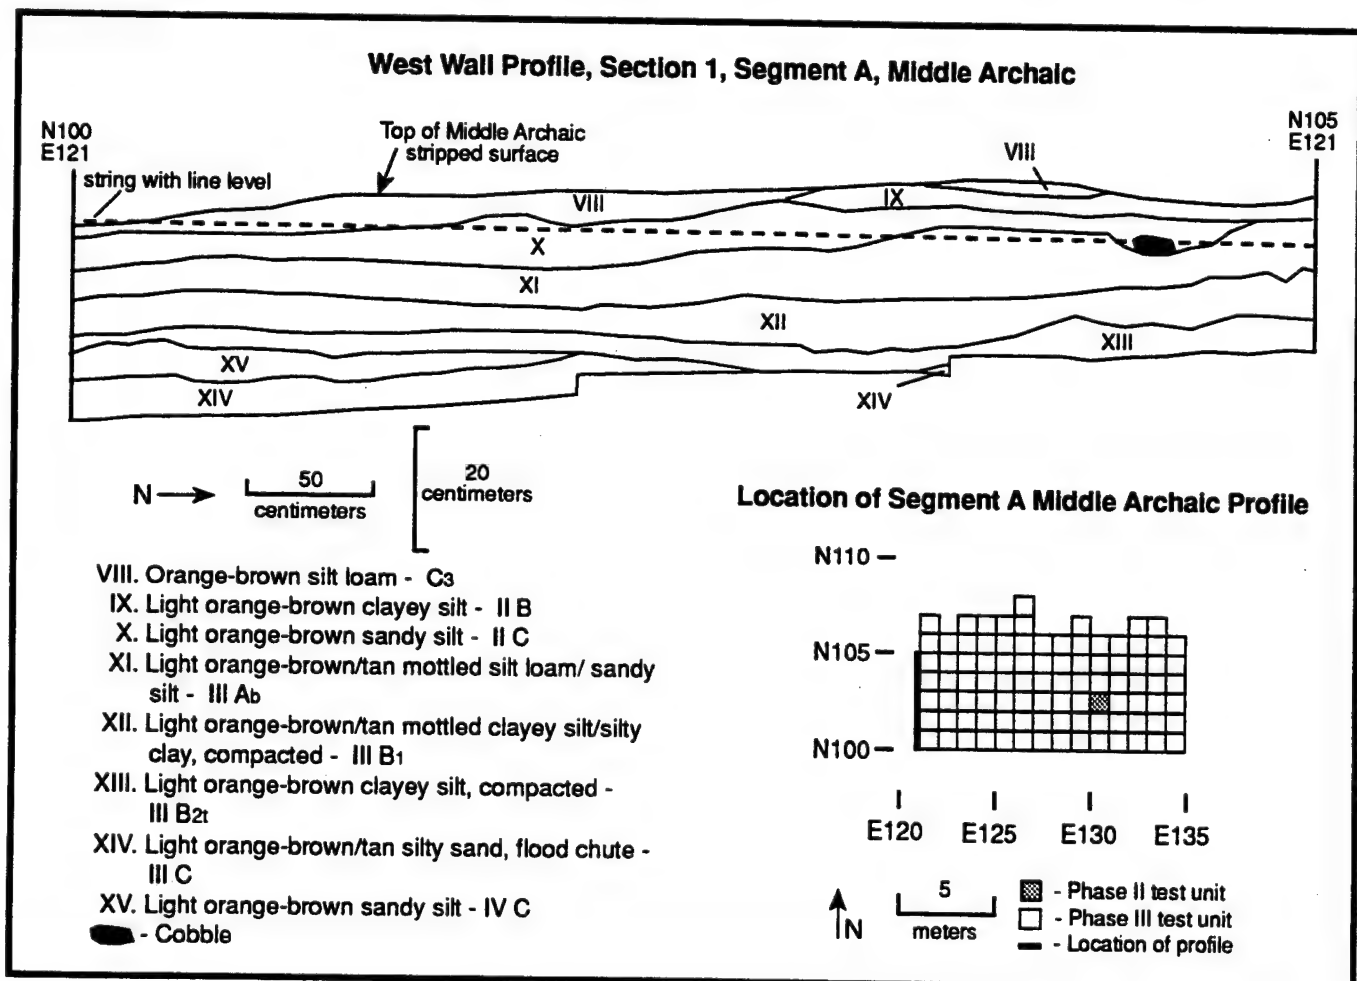 West Wall Profile, Section 1, Segment A, Middle Archaic
N100
E121
Top of Middle Archaic
stripped surface
N105
E121
string with line level
VIII
VIII
IX
X
XI
XII
XIII
XV
XIV
XIV
N
50
centimeters
20
centimeters
VIII. Orange-brown silt loam - C3
IX. Light orange-brown clayey silt - II B
X. Light orange-brown sandy silt - II C
XI. Light orange-brown/tan mottled silt loam/ sandy
silt - III Ab
XII. Light orange-brown/tan mottled clayey silt/silty
clay, compacted - III B1
XIII. Light orange-brown clayey silt, compacted -
III B2t
XIV. Light orange-brown/tan silty sand, flood chute -
III C
XV. Light orange-brown sandy silt - IV C
- Cobble
Location of Segment A Middle Archaic Profile
N110
N105
N100
E120 E125 E130 E135
N
5
meters
- Phase II test unit
- Phase III test unit
- Location of profile